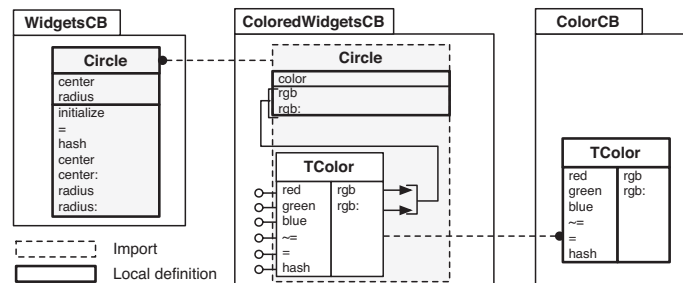 WidgetsCB
Circle
center
radius
initialize
=
hash
center
center:
radius
radius:
Import
Local definition
ColoredWidgetsCB
Circle
color
rgb
rgb:
TColor
red rgb
green rgb:
blue
~=
=
hash
ColorCB
TColor
red rgb
green rgb:
blue
~=
=
hash